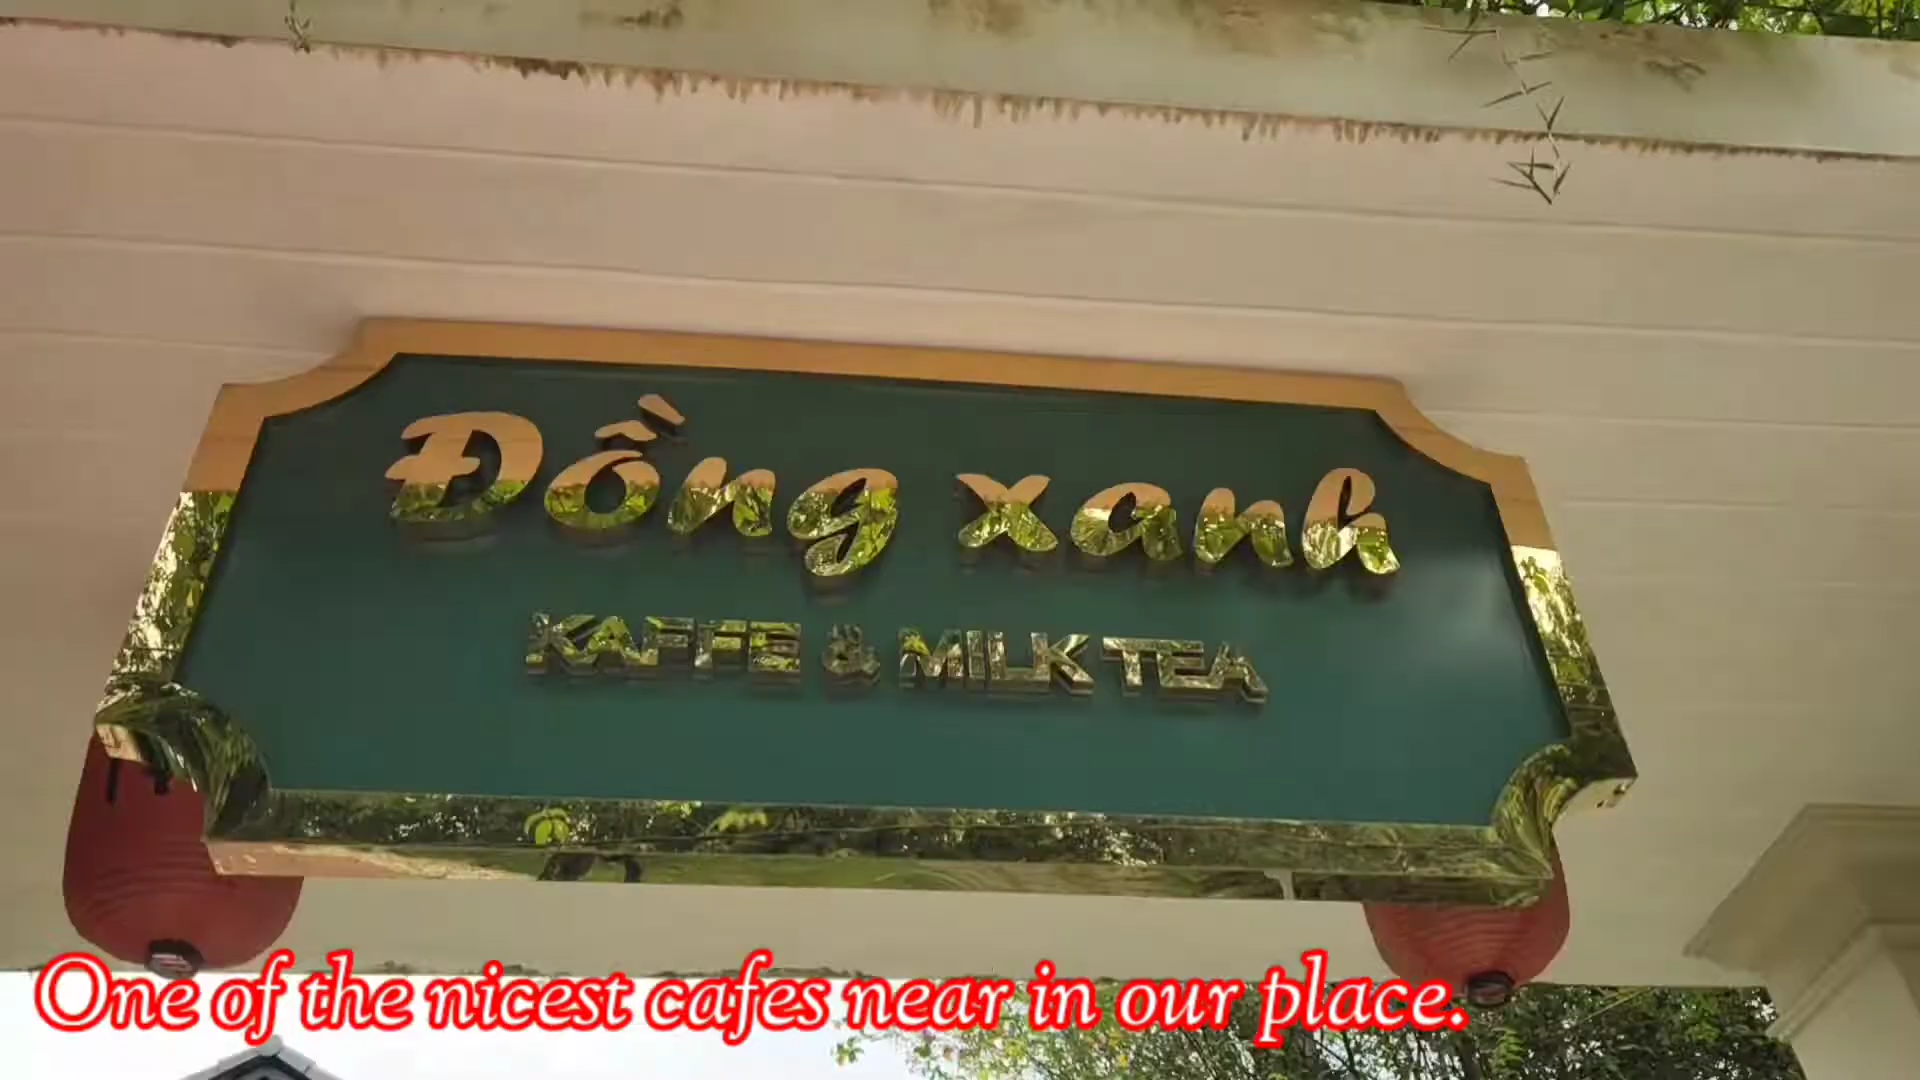 Đồng xanh
KAFFE & MILK TEA
One of the nicest cafes near in our place.